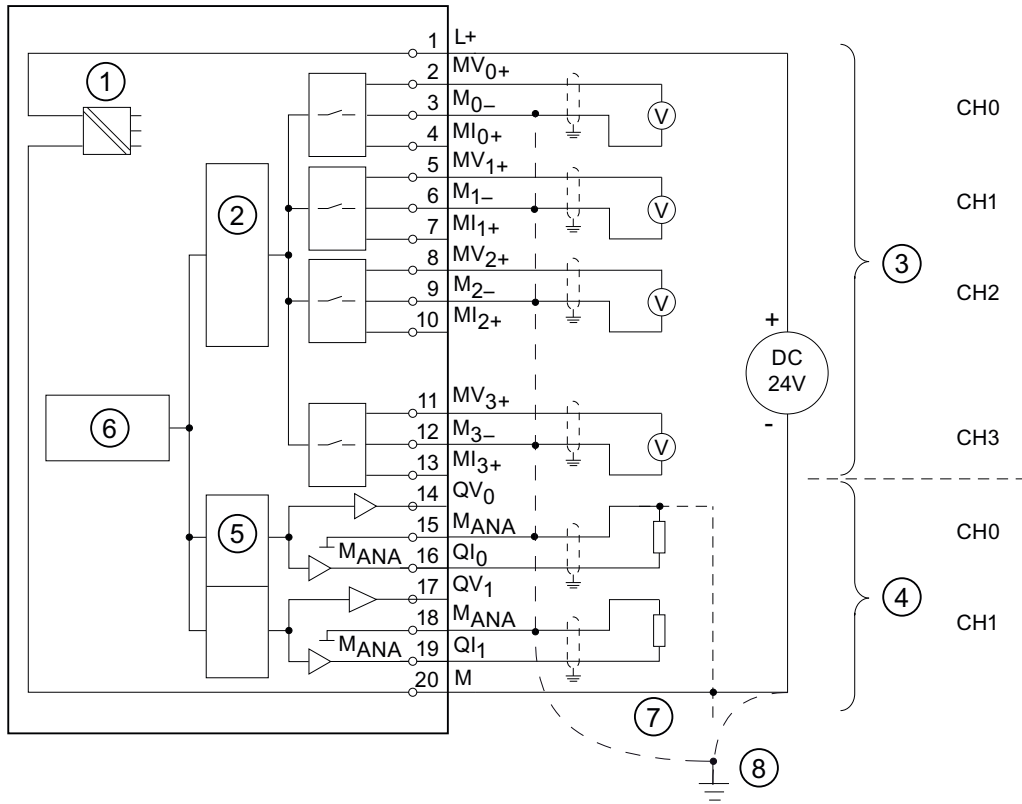 1 L+
①
2 MV0+
3 M0– V CH0
4 MI0+
5 MV1+
② 6 M1– V CH1
7 MI1+
8 MV2+
③
9 M2– V CH2
10 MI2+
+
DC
24V
-
11 MV3+
⑥ 12 M3– V CH3
13 MI3+
14 QV0
⑤ 15 MANA CH0
MANA 16 QI0
17 QV1
④
18 MANA CH1
MANA 19 QI1
20 M
⑦
⑧